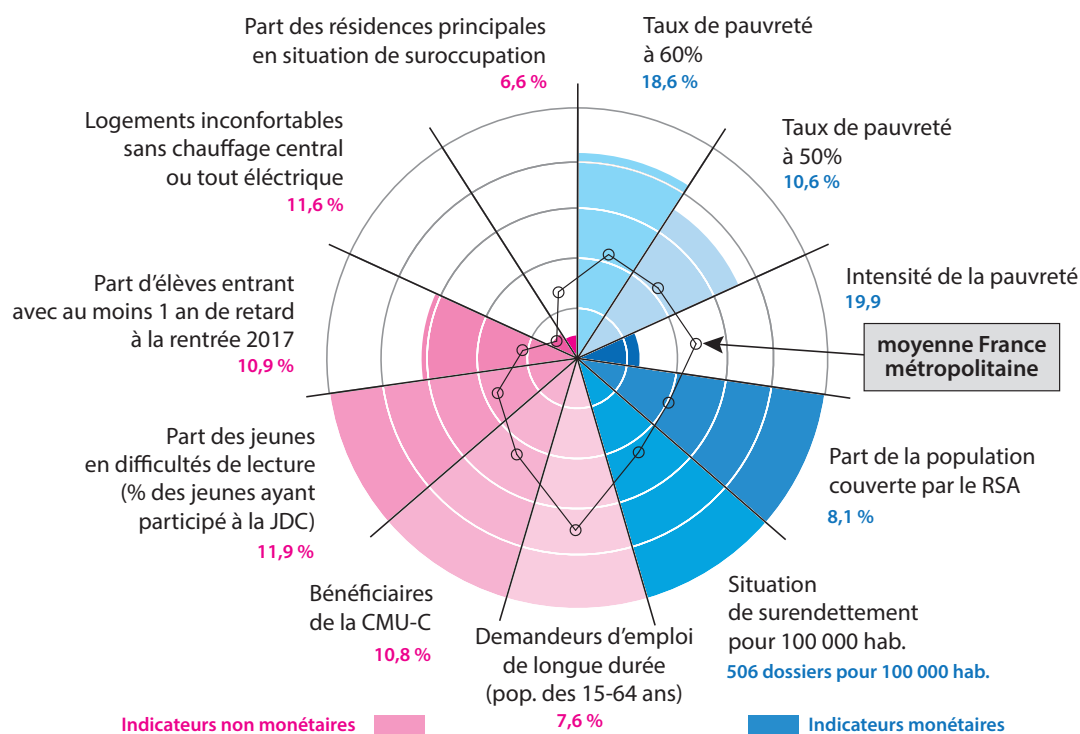 Part des résidences principales
en situation de suroccupation
6,6 %
Taux de pauvreté
à 60%
18,6 %
Taux de pauvreté
à 50%
10,6 %
Intensité de la pauvreté
19,9
moyenne France
métropolitaine
Part de la population
couverte par le RSA
8,1 %
Situation
de surendettement
pour 100 000 hab.
506 dossiers pour 100 000 hab.
Demandeurs d'emploi
de longue durée
(pop. des 15-64 ans)
7,6 %
Bénéficiaires
de la CMU-C
10,8 %
Part des jeunes
en difficultés de lecture
(% des jeunes ayant
participé à la JDC)
11,9 %
Part d'élèves entrant
avec au moins 1 an de retard
à la rentrée 2017
10,9 %
Logements inconfortables
sans chauffage central
ou tout éléctrique
11,6 %
Indicateurs non monétaires
Indicateurs monétaires